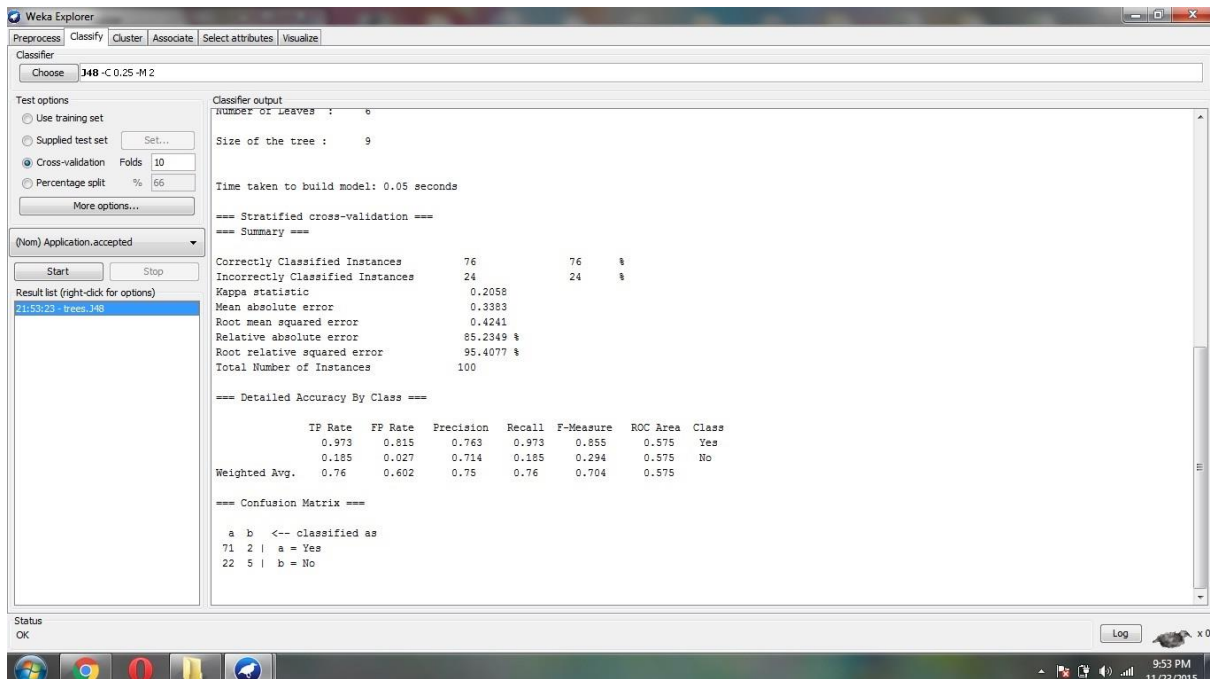 Weka Explorer
Preprocess Classify Cluster Associate Select attributes Visualize
Classifier
Choose J48 -C 0.25 -M 2
Test options
Use training set
Supplied test set Set...
Cross-validation Folds 10
Percentage split % 66
More options...
(Nom) Application.accepted
Start Stop
Result list (right-click for options)
21:53:23 - trees.J48
Classifier output
Number of Leaves : 6
Size of the tree : 9
Time taken to build model: 0.05 seconds
=== Stratified cross-validation ===
=== Summary ===
Correctly Classified Instances 76 76 %
Incorrectly Classified Instances 24 24 %
Kappa statistic 0.2058
Mean absolute error 0.3383
Root mean squared error 0.4241
Relative absolute error 85.2349 %
Root relative squared error 95.4077 %
Total Number of Instances 100
=== Detailed Accuracy By Class ===
TP Rate FP Rate Precision Recall F-Measure ROC Area Class
0.973 0.815 0.763 0.973 0.855 0.575 Yes
0.185 0.027 0.714 0.185 0.294 0.575 No
Weighted Avg. 0.76 0.602 0.75 0.76 0.704 0.575
=== Confusion Matrix ===
a b <-- classified as
71 2 | a = Yes
22 5 | b = No
Status
OK
Log x 0
9:53 PM
11/23/2015